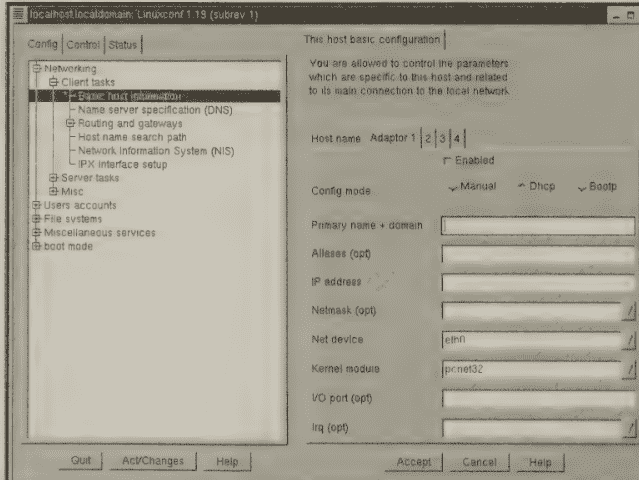 localhost.localdomain: Linuxconf 1.19 (subrev 1)
Config Control Status
Networking
Client tasks
Basic host information
Name server specification (DNS)
Routing and gateways
Host name search path
Network Information System (NIS)
IPX interface setup
Server tasks
Misc
Users accounts
File systems
Miscellaneous services
boot mode
Quit Act/Changes Help
This host basic configuration
You are allowed to control the parameters
which are specific to this host and related
to its main connection to the local network
Host name Adaptor 1 2 3 4
Enabled
Config mode Manual Dhcp Bootp
Primary name + domain
Aliases (opt)
IP address
Netmask (opt)
Net device eth0
Kernel module pcnet32
I/O port (opt)
Irq (opt)
Accept Cancel Help